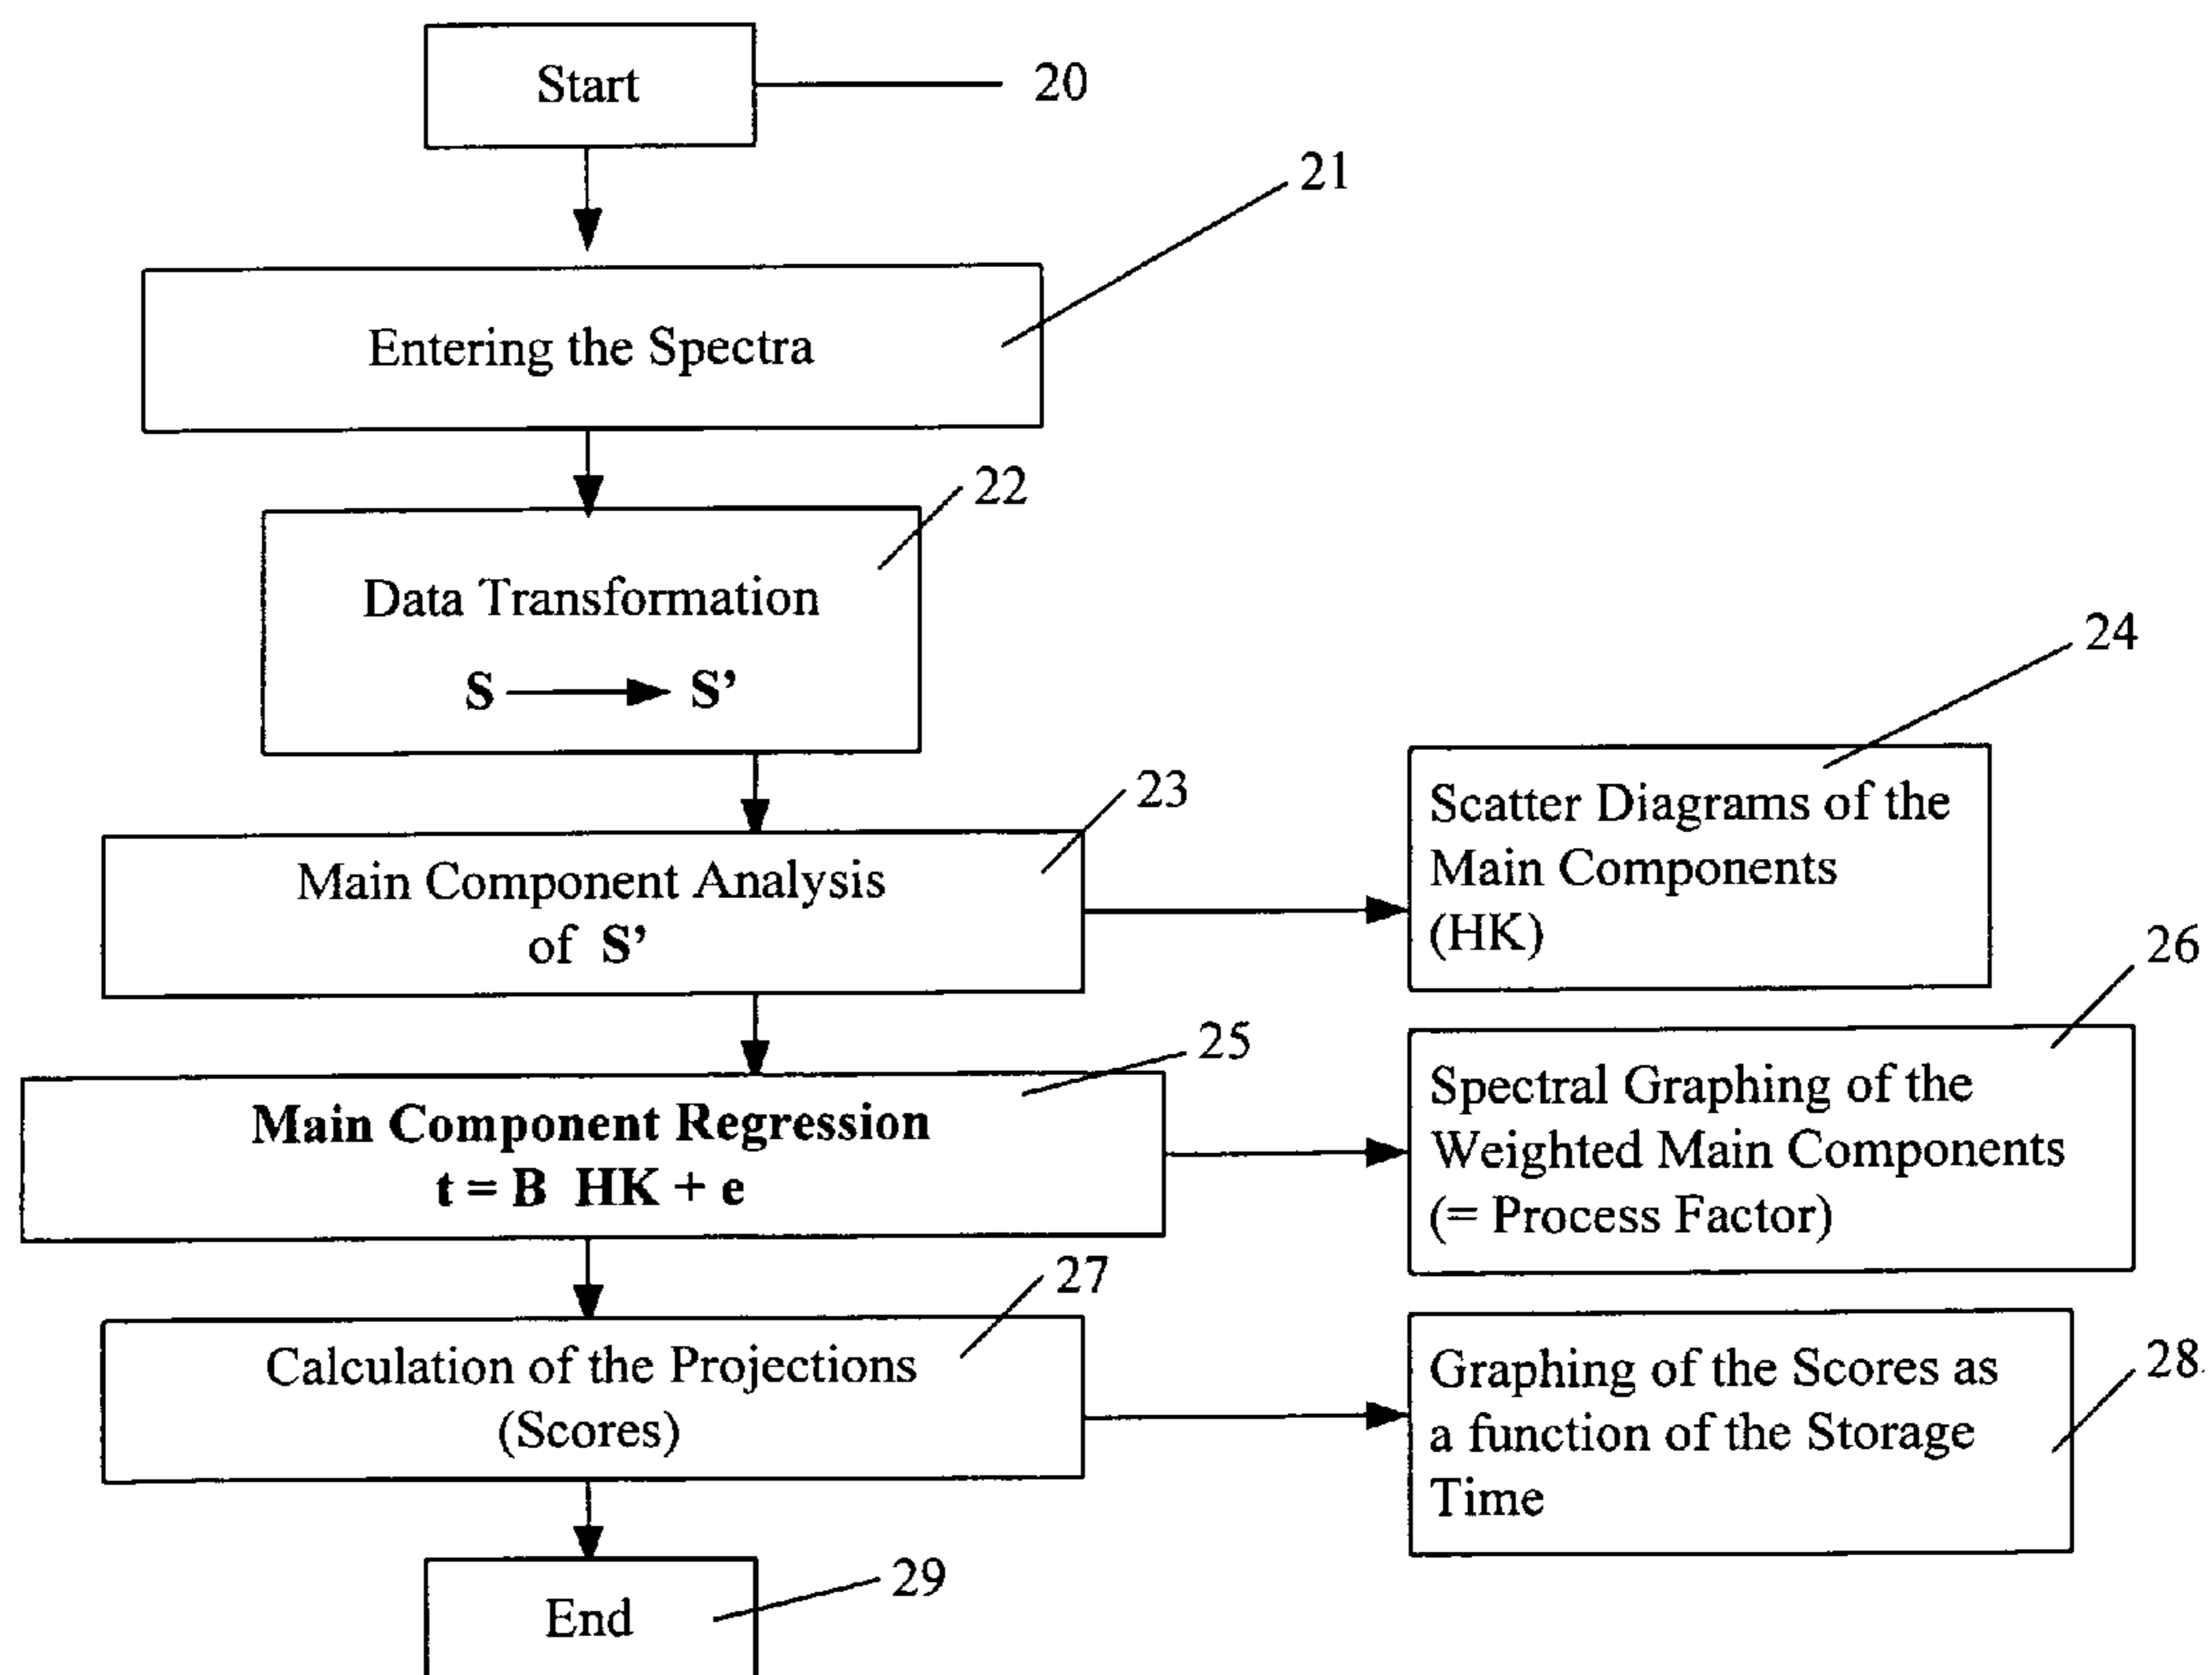 Start
20
21
Entering the Spectra
22
Data Transformation
S S’
24
23
Main Component Analysis
of S’
Scatter Diagrams of the
Main Components
(HK)
26
25
Main Component Regression
t = B HK + e
Spectral Graphing of the
Weighted Main Components
(= Process Factor)
27
Calculation of the Projections
(Scores)
28
Graphing of the Scores as
a function of the Storage
Time
29
End